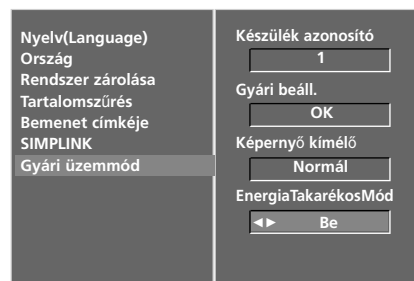 Nyelv(Language)
Ország
Rendszer zárolása
Tartalomszűrés
Bemenet címkéje
SIMPLINK
Gyári üzemmód
Készülék azonosító
1
Gyári beáll.
OK
Képernyő kímélő
Normál
EnergiaTakarékosMód
◄► Be